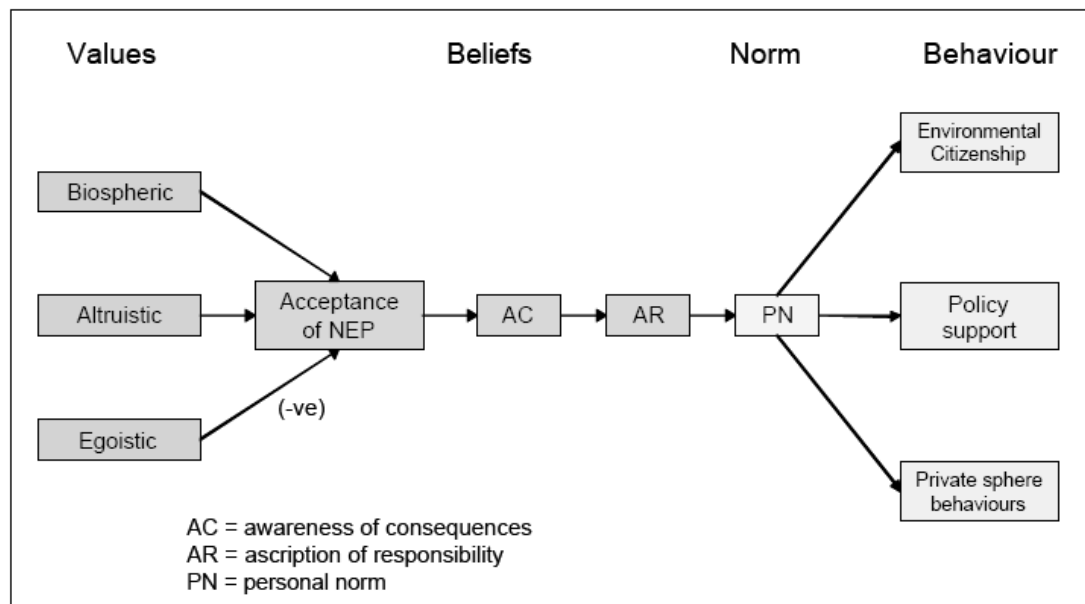 Values Beliefs Norm Behaviour
Environmental
Citizenship
Biospheric
Altruistic
Acceptance
of NEP
AC
AR
PN
Policy
support
(-ve)
Egoistic
Private sphere
behaviours
AC = awareness of consequences
AR = ascription of responsibility
PN = personal norm